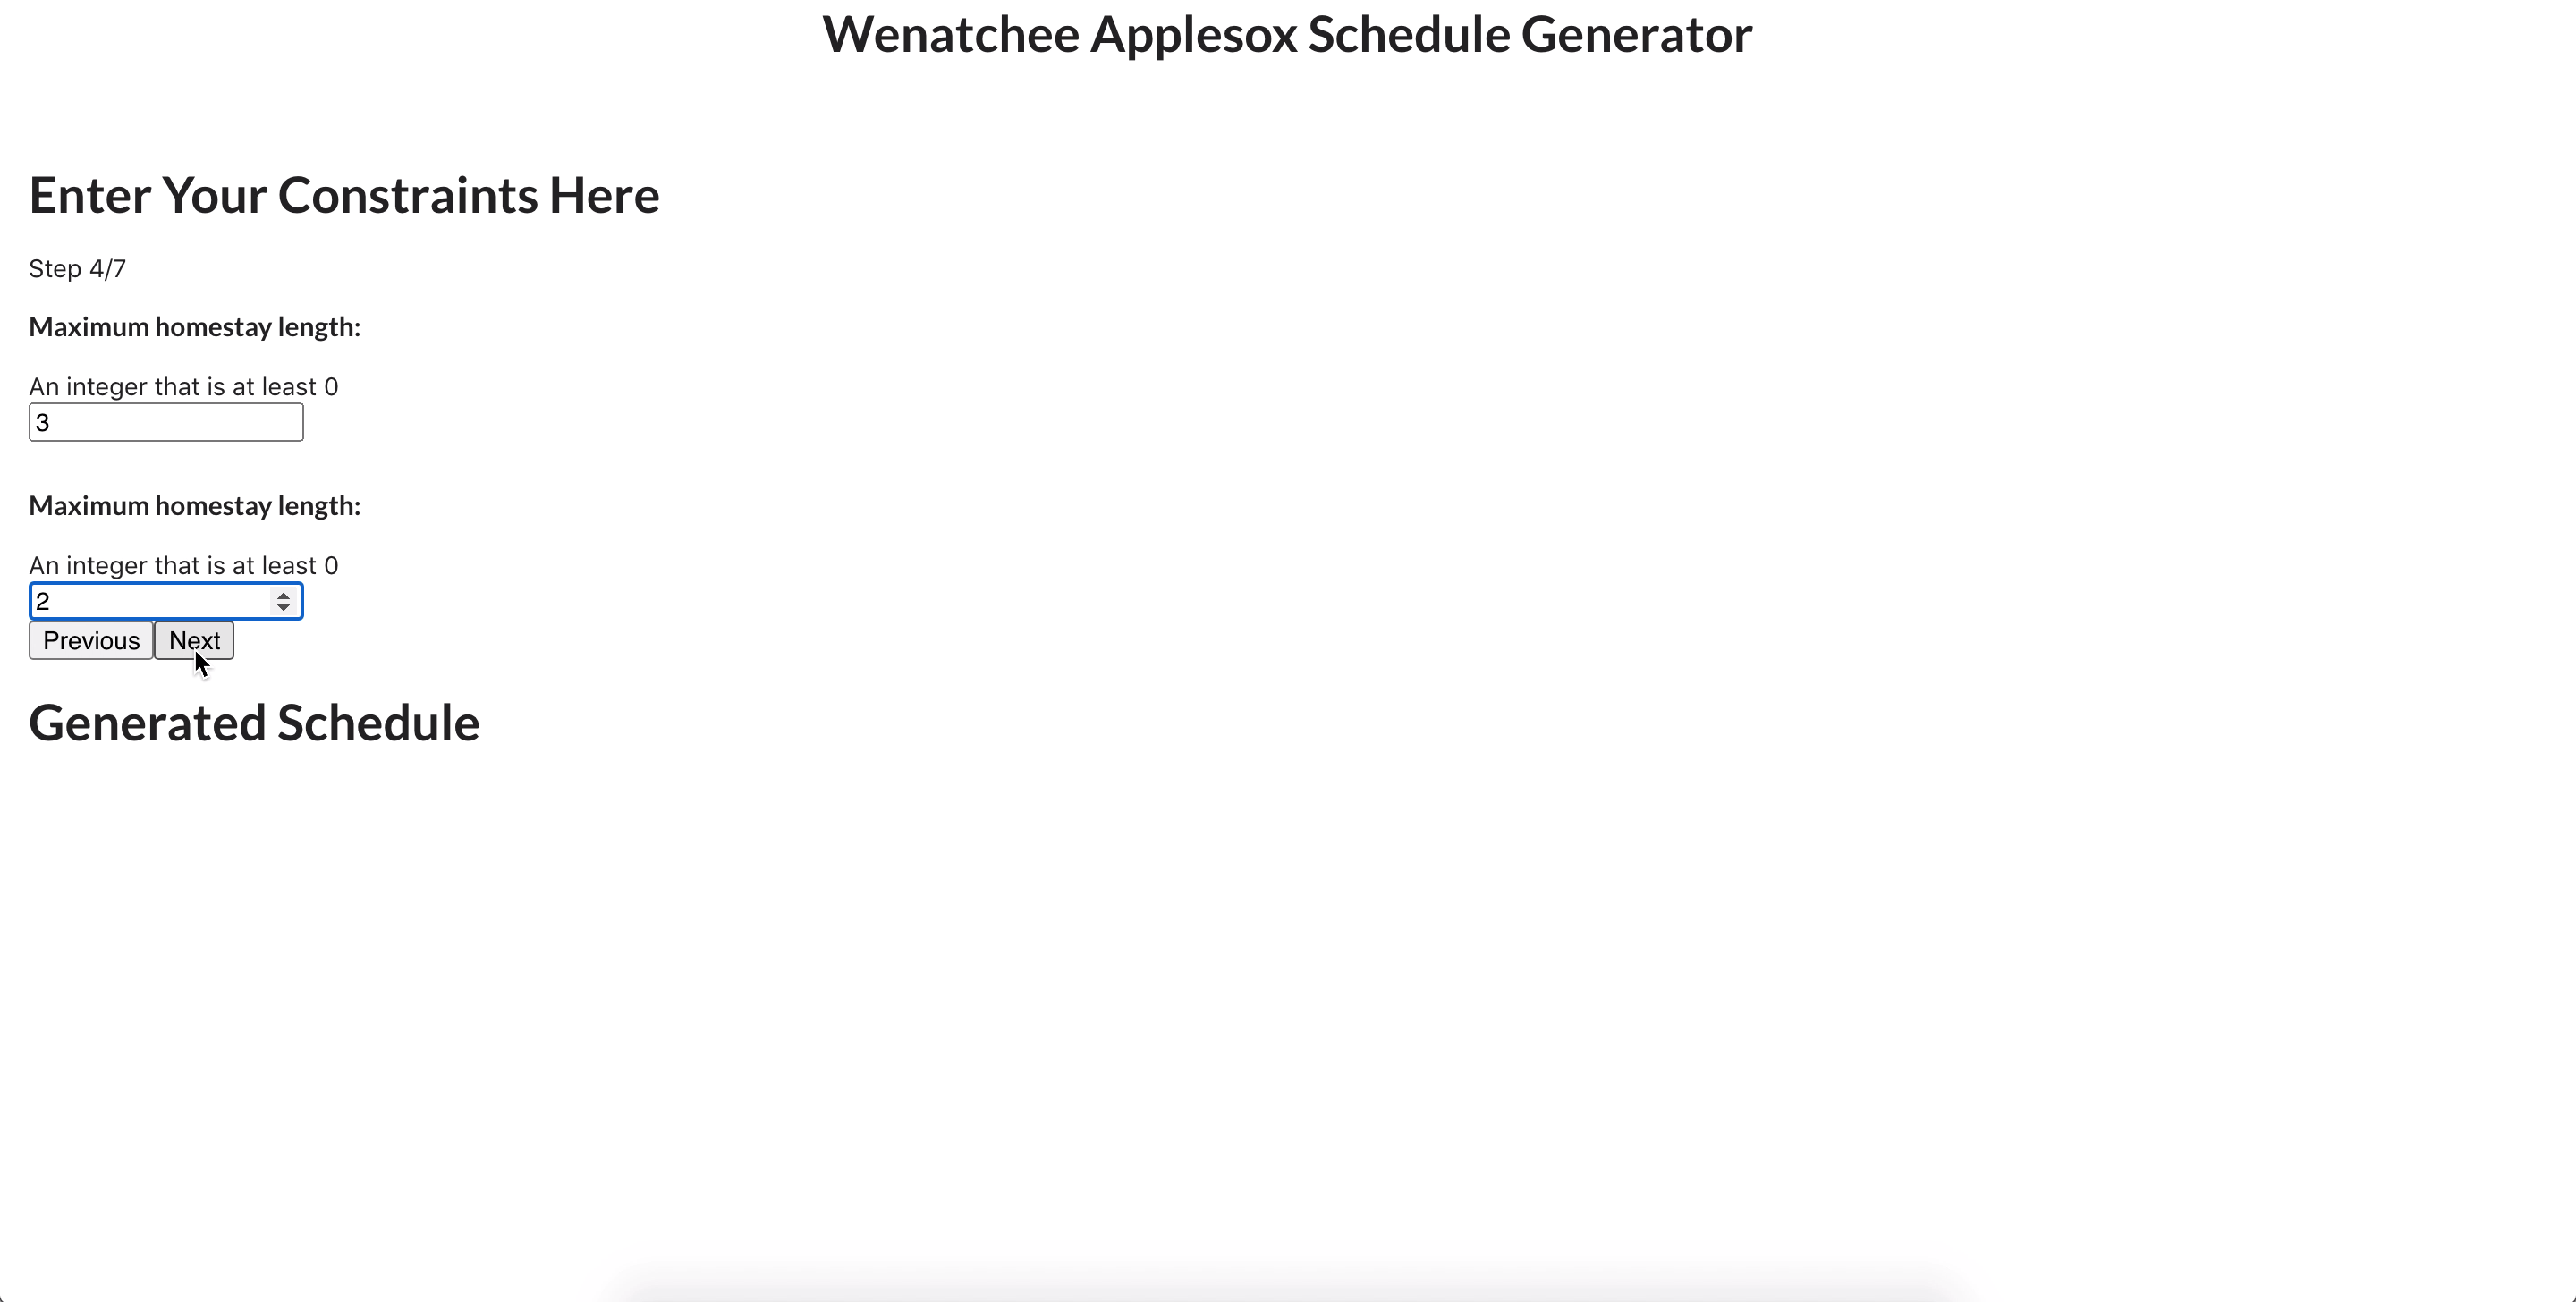 Wenatchee Applesox Schedule Generator
Enter Your Constraints Here
Step 4/7
Maximum homestay length:
An integer that is at least 0
3
Maximum homestay length:
An integer that is at least 0
2
Previous Next
Generated Schedule